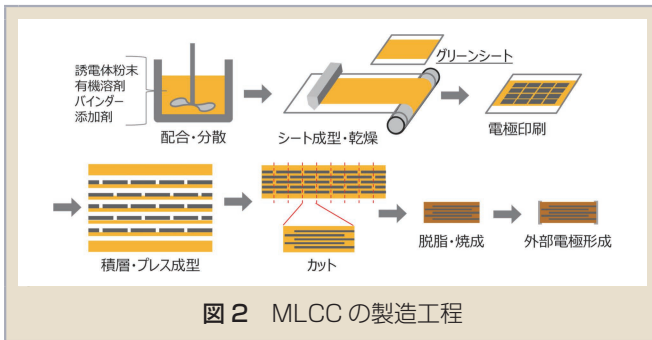 誘電体粉末
有機溶剤
バインダー
添加剤
配合・分散
シート成型・乾燥
グリーンシート
電極印刷
積層・プレス成型
カット
脱脂・焼成
外部電極形成
図2 MLCCの製造工程